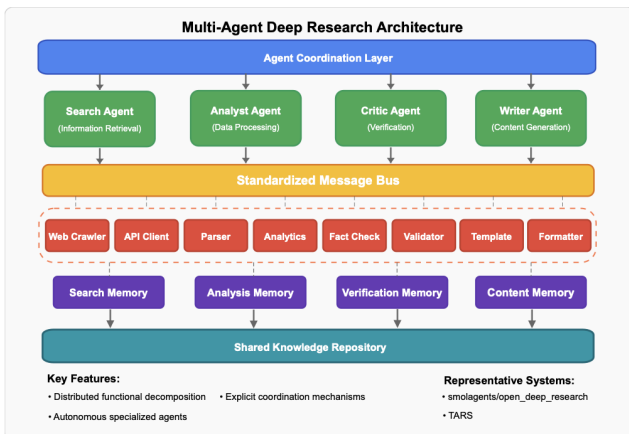 Multi-Agent Deep Research Architecture
Agent Coordination Layer
Search Agent
(Information Retrieval)
Analyst Agent
(Data Processing)
Critic Agent
(Verification)
Writer Agent
(Content Generation)
Standardized Message Bus
Web Crawler
API Client
Parser
Analytics
Fact Check
Validator
Template
Formatter
Search Memory
Analysis Memory
Verification Memory
Content Memory
Shared Knowledge Repository
Key Features:
• Distributed functional decomposition
• Explicit coordination mechanisms
• Autonomous specialized agents
Representative Systems:
• smolagents/open_deep_research
• TARS